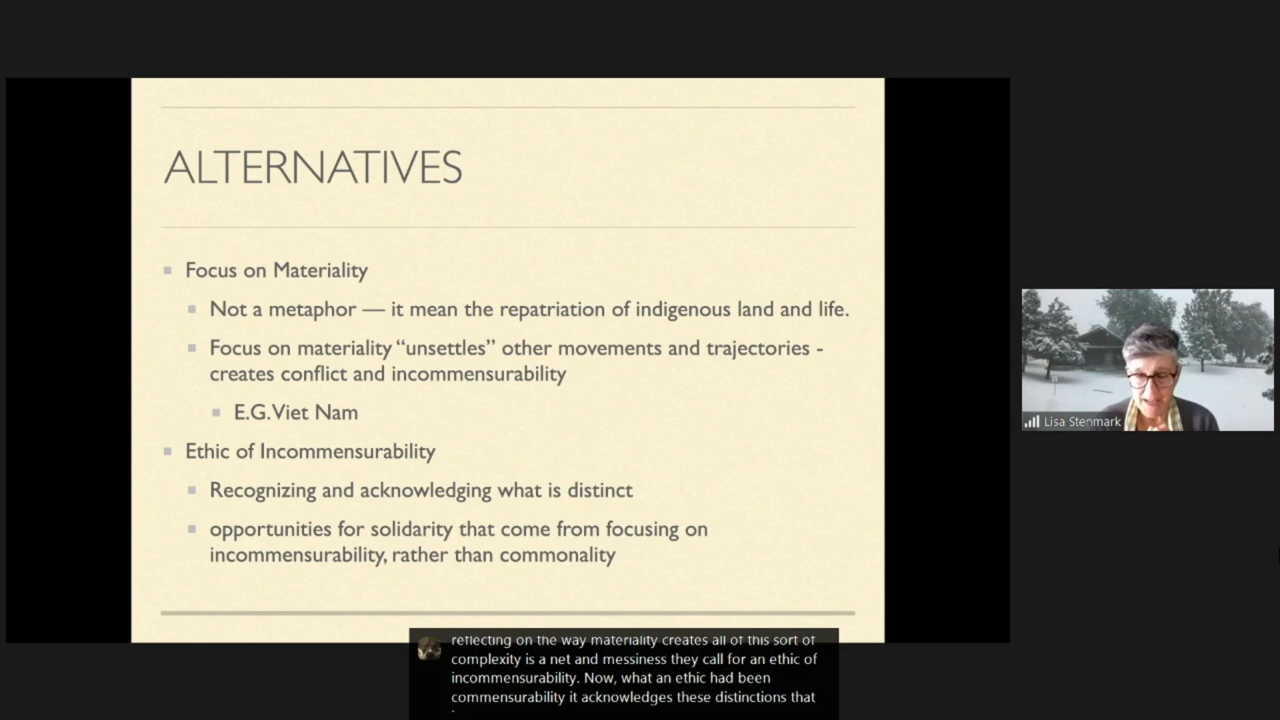 ALTERNATIVES
Focus on Materiality
Not a metaphor — it mean the repatriation of indigenous land and life.
Focus on materiality “unsettles” other movements and trajectories -
creates conflict and incommensurability
E.G.Viet Nam
Ethic of Incommensurability
Recognizing and acknowledging what is distinct
opportunities for solidarity that come from focusing on
incommensurability, rather than commonality
Lisa Stenmark
reflecting on the way materiality creates all of this sort of
complexity is a net and messiness they call for an ethic of
incommensurability. Now, what an ethic had been
commensurability it acknowledges these distinctions that